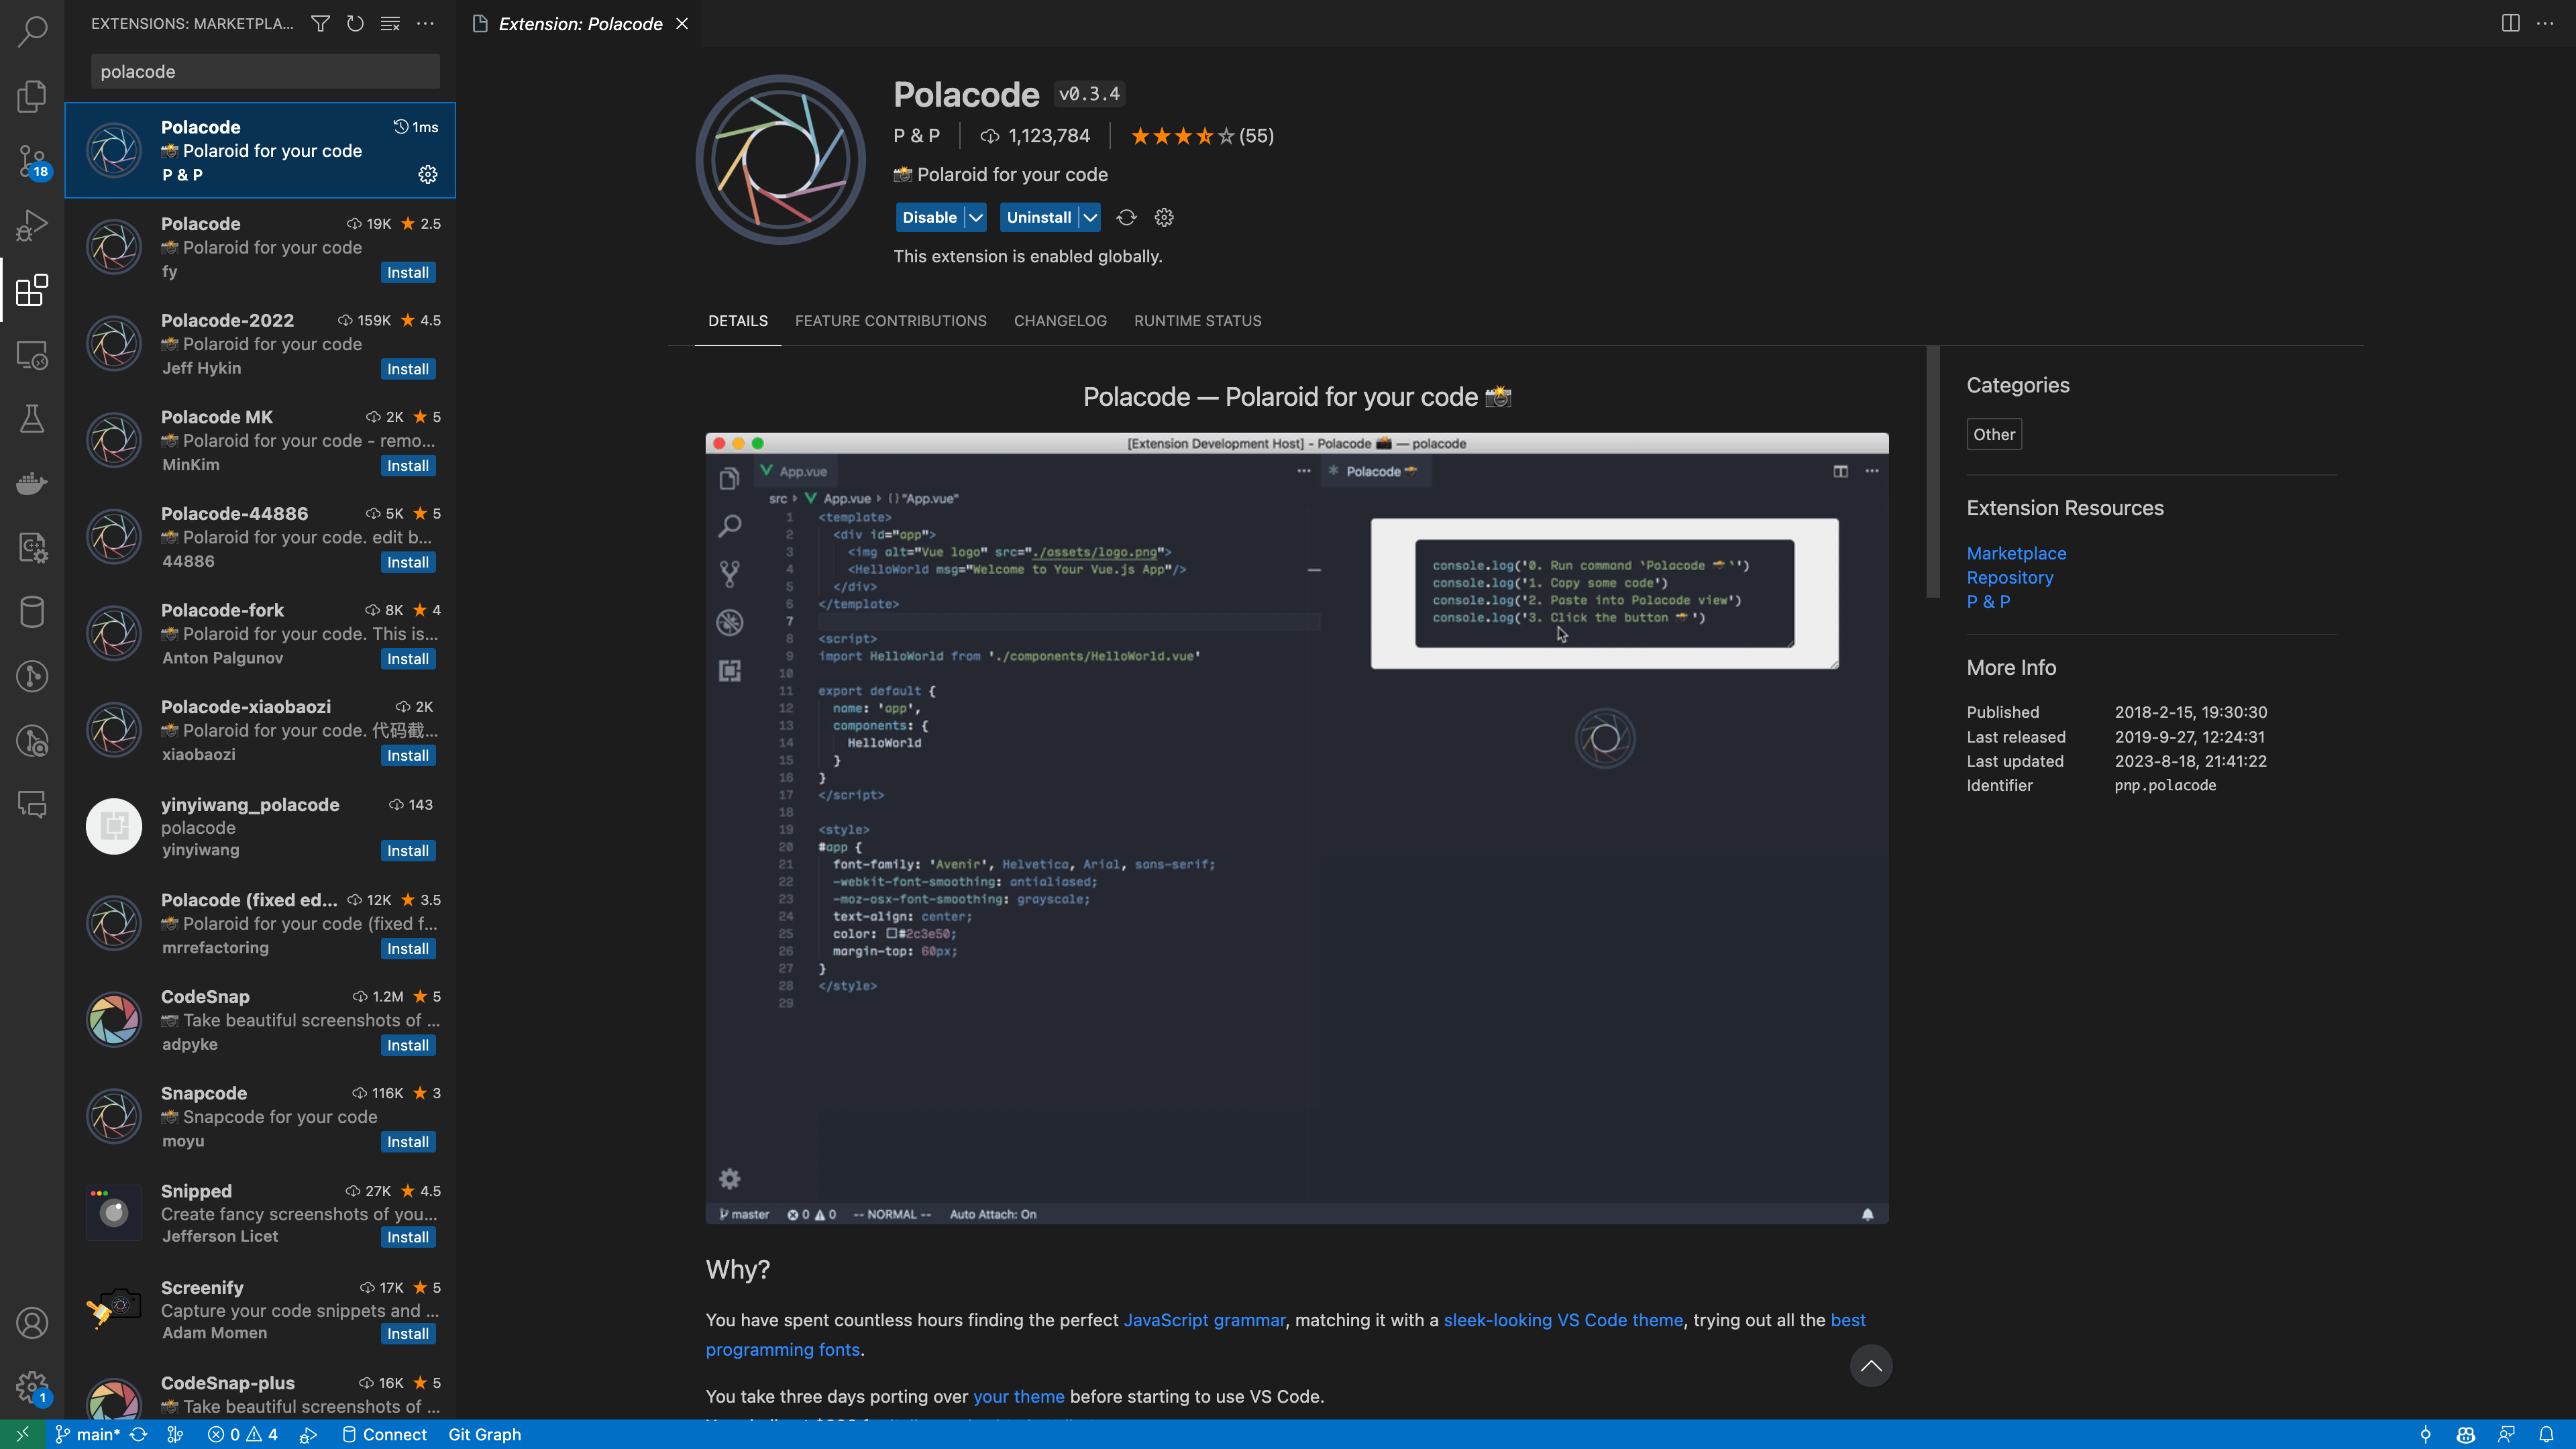 EXTENSIONS: MARKETPLA...
polacode
Polacode
1ms
Polaroid for your code
P & P
Polacode
19K ★ 2.5
Polaroid for your code
fy
Install
Polacode-2022
159K ★ 4.5
Polaroid for your code
Jeff Hykin
Install
Polacode MK
2K ★ 5
Polaroid for your code - remo...
MinKim
Install
Polacode-44886
5K ★ 5
Polaroid for your code. edit b...
44886
Install
Polacode-fork
8K ★ 4
Polaroid for your code. This is...
Anton Palgunov
Install
Polacode-xiaobaozi
2K
Polaroid for your code. 代码截...
xiaobaozi
Install
yinyiwang_polacode
143
polacode
yinyiwang
Install
Polacode (fixed ed...
12K ★ 3.5
Polaroid for your code (fixed f...
mrrefactoring
Install
CodeSnap
1.2M ★ 5
Take beautiful screenshots of ...
adpyke
Install
Snapcode
116K ★ 3
Snapcode for your code
moyu
Install
Snipped
27K ★ 4.5
Create fancy screenshots of you...
Jefferson Licet
Install
Screenify
17K ★ 5
Capture your code snippets and ...
Adam Momen
Install
CodeSnap-plus
16K ★ 5
Take beautiful screenshots of ...
18
1
Extension: Polacode
Polacode v0.3.4
P & P | 1,123,784 | (55)
Polaroid for your code
Disable
Uninstall
This extension is enabled globally.
DETAILS
FEATURE CONTRIBUTIONS
CHANGELOG
RUNTIME STATUS
Polacode — Polaroid for your code
[Extension Development Host] - Polacode — polacode
App.vue
Polacode
src App.vue {} "App.vue"
1 <template>
2 <div id="app">
3 <img alt="Vue logo" src="./assets/logo.png">
4 <HelloWorld msg="Welcome to Your Vue.js App"/>
5 </div>
6 </template>
7
8 <script>
9 import HelloWorld from './components/HelloWorld.vue'
10
11 export default {
12 name: 'app',
13 components: {
14 HelloWorld
15 }
16 }
17 </script>
18
19 <style>
20 #app {
21 font-family: 'Avenir', Helvetica, Arial, sans-serif;
22 -webkit-font-smoothing: antialiased;
23 -moz-osx-font-smoothing: grayscale;
24 text-align: center;
25 color: #2c3e50;
26 margin-top: 60px;
27 }
28 </style>
29
console.log('0. Run command `Polacode 📸`')
console.log('1. Copy some code')
console.log('2. Paste into Polacode view')
console.log('3. Click the button 📸')
master
0 0
-- NORMAL --
Auto Attach: On
Why?
You have spent countless hours finding the perfect JavaScript grammar, matching it with a sleek-looking VS Code theme, trying out all the best
programming fonts.
You take three days porting over your theme before starting to use VS Code.
Categories
Other
Extension Resources
Marketplace
Repository
P & P
More Info
Published 2018-2-15, 19:30:30
Last released 2019-9-27, 12:24:31
Last updated 2023-8-18, 21:41:22
Identifier pnp.polacode
main*
0 4
Connect
Git Graph